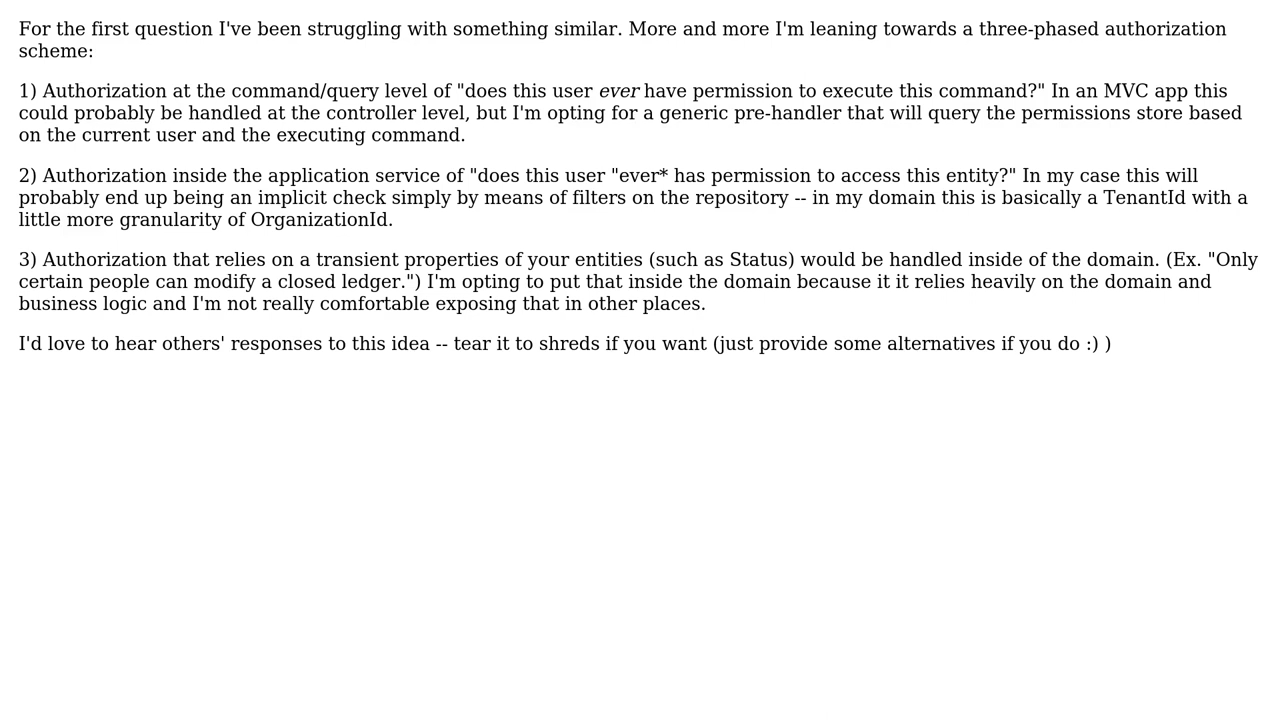 For the first question I've been struggling with something similar. More and more I'm leaning towards a three-phased authorization
scheme:
1) Authorization at the command/query level of "does this user ever have permission to execute this command?" In an MVC app this
could probably be handled at the controller level, but I'm opting for a generic pre-handler that will query the permissions store based
on the current user and the executing command.
2) Authorization inside the application service of "does this user "ever* has permission to access this entity?" In my case this will
probably end up being an implicit check simply by means of filters on the repository -- in my domain this is basically a TenantId with a
little more granularity of OrganizationId.
3) Authorization that relies on a transient properties of your entities (such as Status) would be handled inside of the domain. (Ex. "Only
certain people can modify a closed ledger.") I'm opting to put that inside the domain because it it relies heavily on the domain and
business logic and I'm not really comfortable exposing that in other places.
I'd love to hear others' responses to this idea -- tear it to shreds if you want (just provide some alternatives if you do :) )